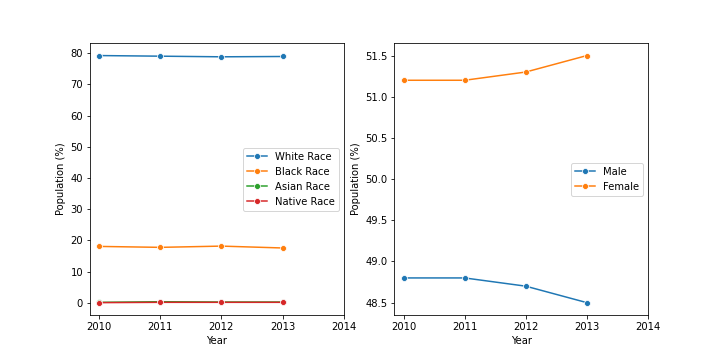 80
70
60
50
40
30
20
10
0
Population (%)
White Race
Black Race
Asian Race
Native Race
2010 2011 2012 2013 2014
Year
51.5
51.0
50.5
50.0
49.5
49.0
48.5
Population (%)
Male
Female
2010 2011 2012 2013 2014
Year